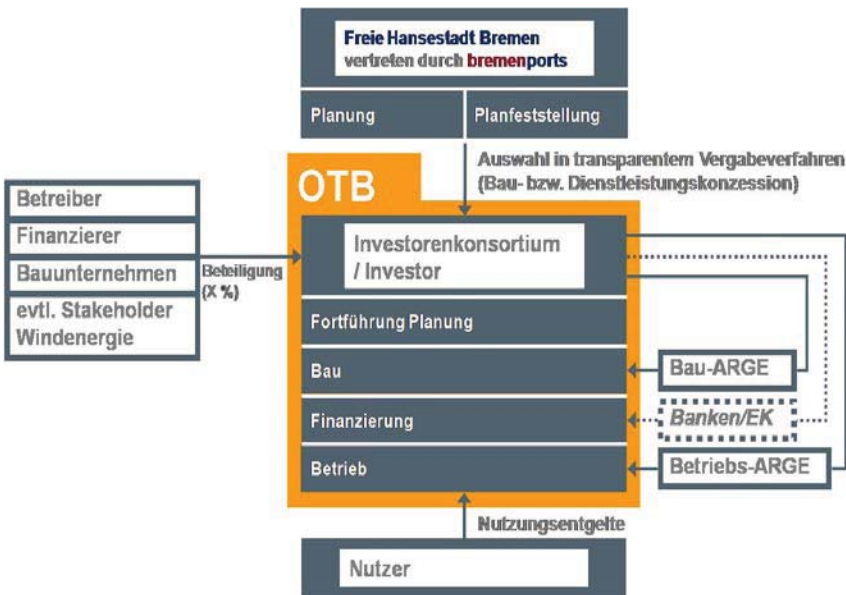 Freie Hansestadt Bremen
vertreten durch bremenports
Planung
Planfeststellung
Auswahl in transparentem Vergabeverfahren
(Bau- bzw. Dienstleistungskonzession)
OTB
Betreiber
Finanzierer
Bauunternehmen
evtl. Stakeholder
Windenergie
Beteiligung
(X %)
Investorenkonsortium
/ Investor
Fortführung Planung
Bau
Finanzierung
Betrieb
Bau-ARGE
Banken/EK
Betriebs-ARGE
Nutzungsentgelte
Nutzer